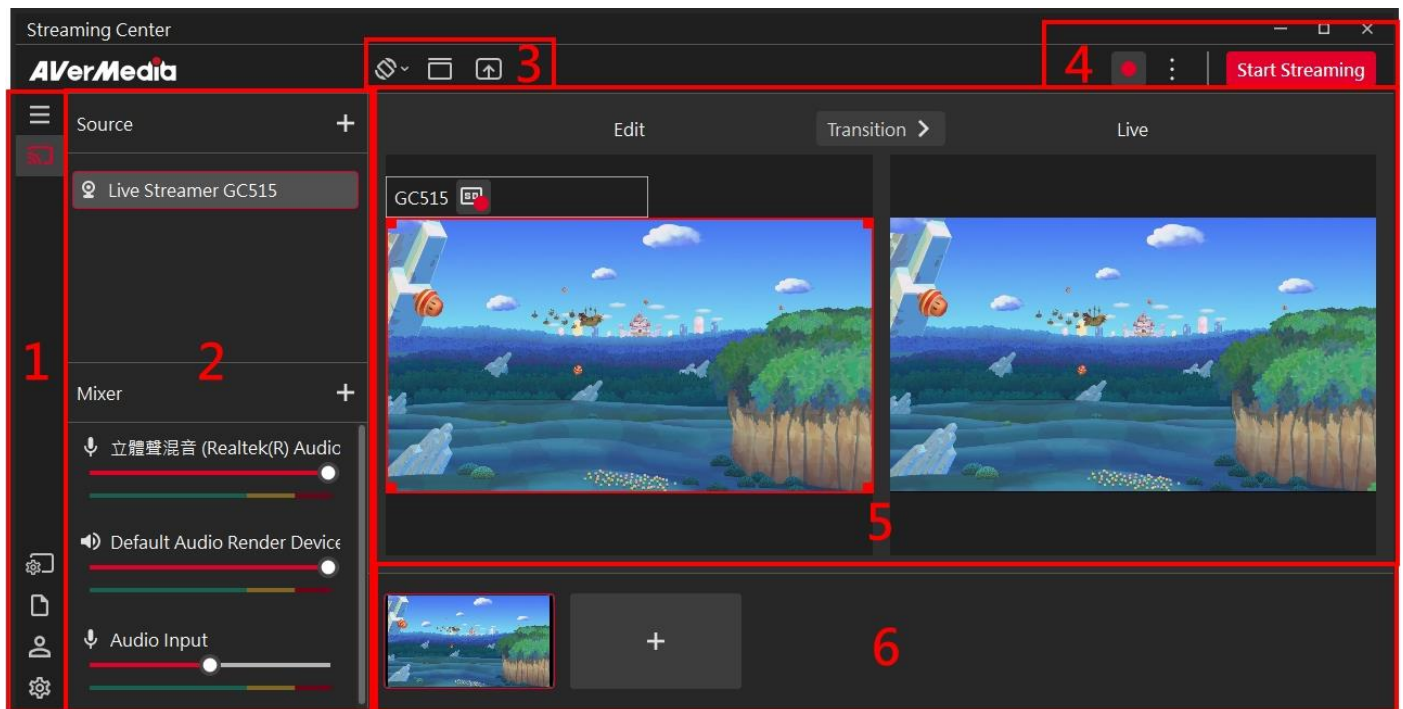 Streaming Center
AVerMedia
3
4
Start Streaming
Source
Edit
Transition
Live
Live Streamer GC515
GC515
1
2
Mixer
立體聲混音 (Realtek(R) Audio
5
Default Audio Render Device
Audio Input
6